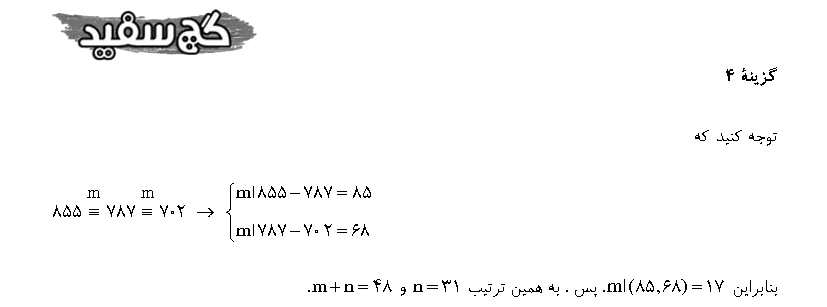 گچ سفید
گزینهٔ ۴
توجه کنید که
۸۵۵ ≡ ۷۸۷ ≡ ۷۰۲ (m) (m) → { m|۸۵۵ − ۷۸۷ = ۸۵
m|۷۸۷ − ۷۰۲ = ۶۸
بنابراین m|(۸۵,۶۸) = ۱۷. پس . به همین ترتیب n = ۳۱ و m + n = ۴۸.